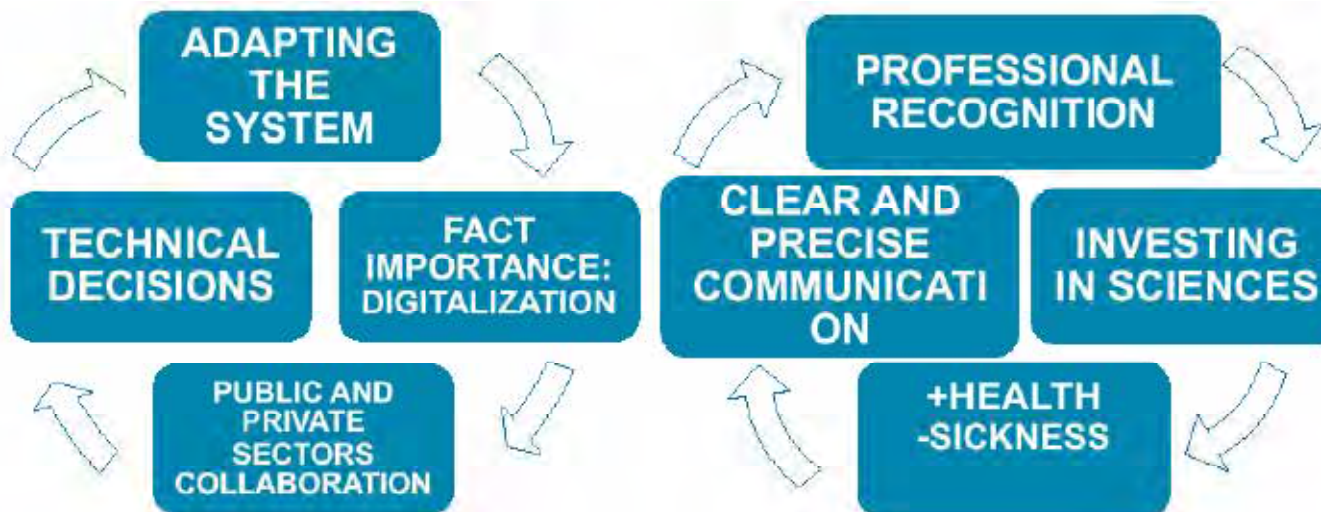 ADAPTING
THE
SYSTEM
FACT
IMPORTANCE:
DIGITALIZATION
PUBLIC AND
PRIVATE
SECTORS
COLLABORATION
TECHNICAL
DECISIONS
PROFESSIONAL
RECOGNITION
INVESTING
IN SCIENCES
+HEALTH
-SICKNESS
CLEAR AND
PRECISE
COMMUNICATI
ON